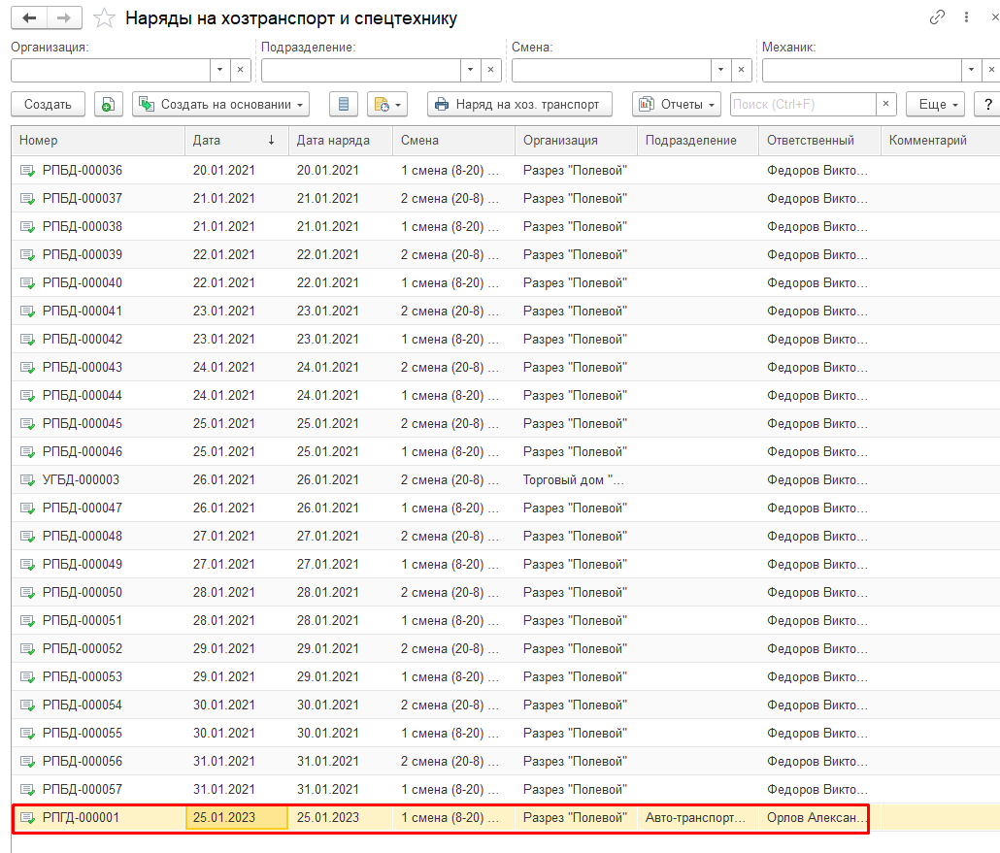 Наряды на хозтранспорт и спецтехнику
Организация: Подразделение: Смена: Механик:
Создать Создать на основании Наряд на хоз. транспорт Отчеты Поиск (Ctrl+F) × Еще ?
Номер Дата ↓ Дата наряда Смена Организация Подразделение Ответственный Комментарий
РПБД-000036 20.01.2021 20.01.2021 1 смена (8-20) ... Разрез "Полевой" Федоров Викто...
РПБД-000037 21.01.2021 21.01.2021 2 смена (20-8) ... Разрез "Полевой" Федоров Викто...
РПБД-000038 21.01.2021 21.01.2021 1 смена (8-20) ... Разрез "Полевой" Федоров Викто...
РПБД-000039 22.01.2021 22.01.2021 2 смена (20-8) ... Разрез "Полевой" Федоров Викто...
РПБД-000040 22.01.2021 22.01.2021 1 смена (8-20) ... Разрез "Полевой" Федоров Викто...
РПБД-000041 23.01.2021 23.01.2021 2 смена (20-8) ... Разрез "Полевой" Федоров Викто...
РПБД-000042 23.01.2021 23.01.2021 1 смена (8-20) ... Разрез "Полевой" Федоров Викто...
РПБД-000043 24.01.2021 24.01.2021 2 смена (20-8) ... Разрез "Полевой" Федоров Викто...
РПБД-000044 24.01.2021 24.01.2021 1 смена (8-20) ... Разрез "Полевой" Федоров Викто...
РПБД-000045 25.01.2021 25.01.2021 2 смена (20-8) ... Разрез "Полевой" Федоров Викто...
РПБД-000046 25.01.2021 25.01.2021 1 смена (8-20) ... Разрез "Полевой" Федоров Викто...
УГБД-000003 26.01.2021 26.01.2021 2 смена (20-8) ... Торговый дом "... Федоров Викто...
РПБД-000047 26.01.2021 26.01.2021 1 смена (8-20) ... Разрез "Полевой" Федоров Викто...
РПБД-000048 27.01.2021 27.01.2021 2 смена (20-8) ... Разрез "Полевой" Федоров Викто...
РПБД-000049 27.01.2021 27.01.2021 1 смена (8-20) ... Разрез "Полевой" Федоров Викто...
РПБД-000050 28.01.2021 28.01.2021 2 смена (20-8) ... Разрез "Полевой" Федоров Викто...
РПБД-000051 28.01.2021 28.01.2021 1 смена (8-20) ... Разрез "Полевой" Федоров Викто...
РПБД-000052 29.01.2021 29.01.2021 2 смена (20-8) ... Разрез "Полевой" Федоров Викто...
РПБД-000053 29.01.2021 29.01.2021 1 смена (8-20) ... Разрез "Полевой" Федоров Викто...
РПБД-000054 30.01.2021 30.01.2021 2 смена (20-8) ... Разрез "Полевой" Федоров Викто...
РПБД-000055 30.01.2021 30.01.2021 1 смена (8-20) ... Разрез "Полевой" Федоров Викто...
РПБД-000056 31.01.2021 31.01.2021 2 смена (20-8) ... Разрез "Полевой" Федоров Викто...
РПБД-000057 31.01.2021 31.01.2021 1 смена (8-20) ... Разрез "Полевой" Федоров Викто...
РПГД-000001 25.01.2023 25.01.2023 1 смена (8-20) ... Разрез "Полевой" Авто-транспорт... Орлов Алексан...